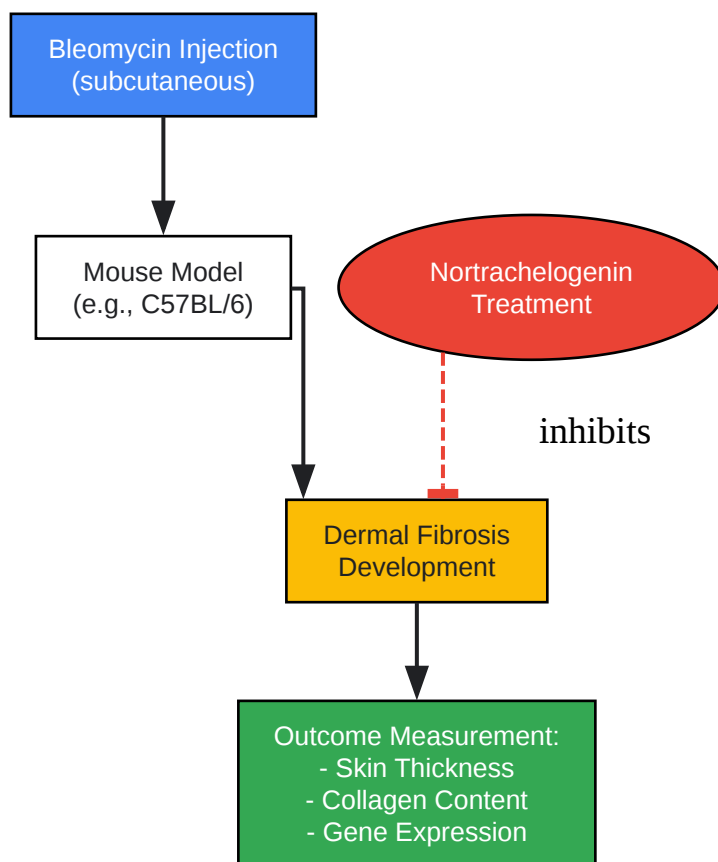 Bleomycin Injection
(subcutaneous)
Mouse Model
(e.g., C57BL/6)
Nortrachelogenin
Treatment
inhibits
Dermal Fibrosis
Development
Outcome Measurement:
- Skin Thickness
- Collagen Content
- Gene Expression